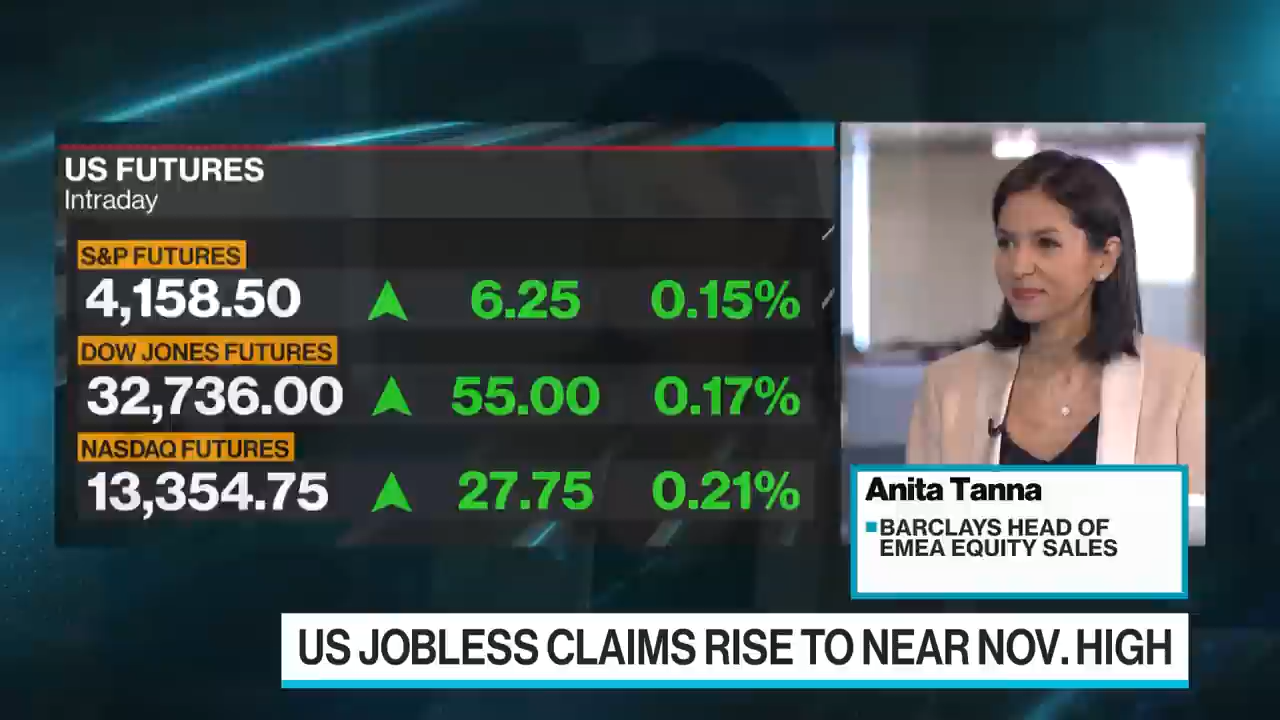 US FUTURES
Intraday
S&P FUTURES
4,158.50 ▲ 6.25 0.15%
DOW JONES FUTURES
32,736.00 ▲ 55.00 0.17%
NASDAQ FUTURES
13,354.75 ▲ 27.75 0.21%
Anita Tanna
BARCLAYS HEAD OF
EMEA EQUITY SALES
US JOBLESS CLAIMS RISE TO NEAR NOV. HIGH